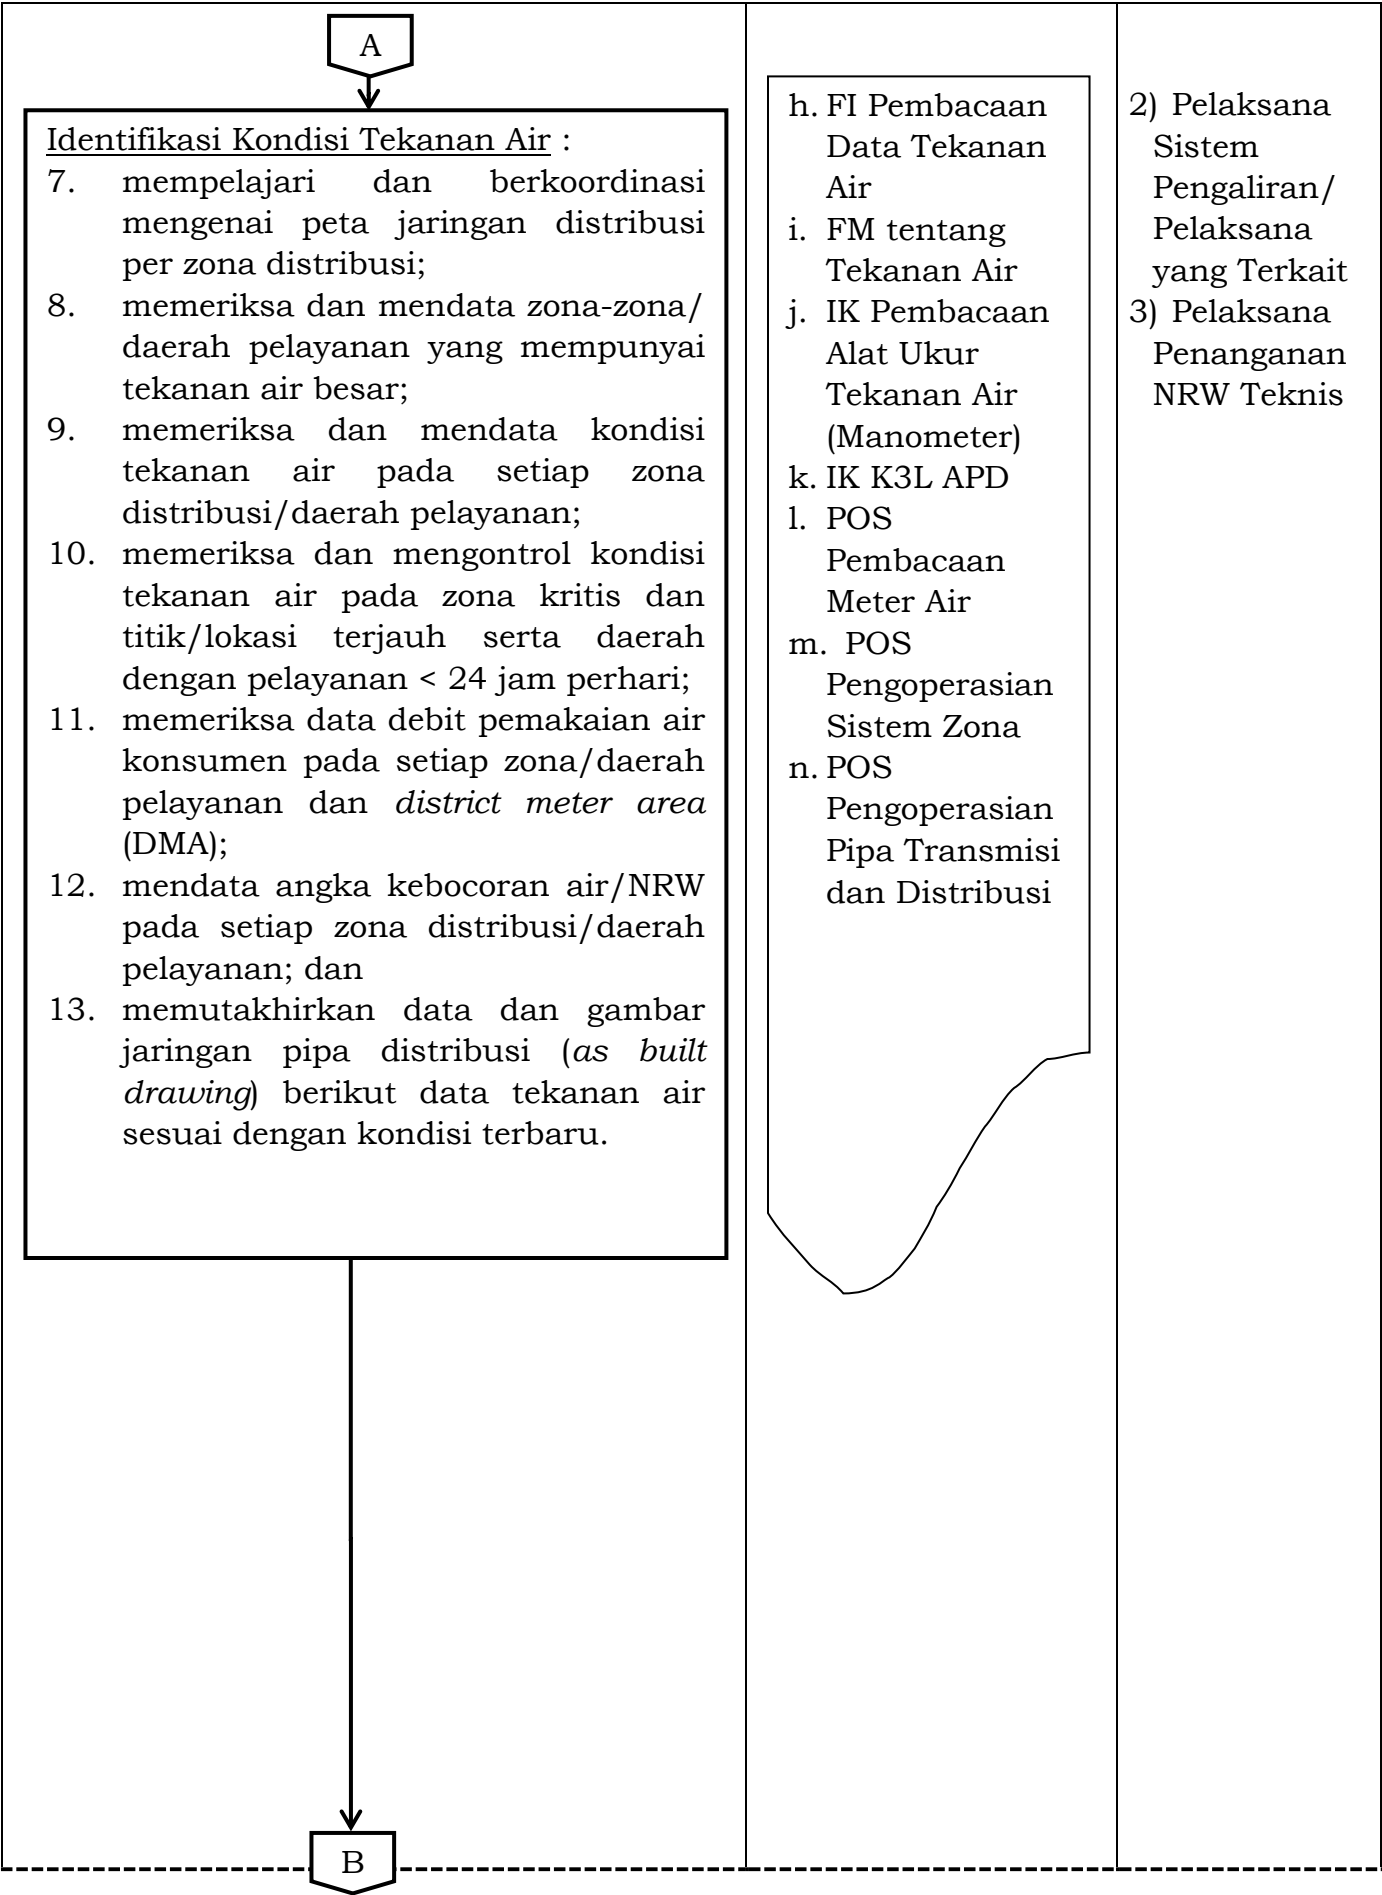 A
Identifikasi Kondisi Tekanan Air :
7. mempelajari dan berkoordinasi
mengenai peta jaringan distribusi
per zona distribusi;
8. memeriksa dan mendata zona-zona/
daerah pelayanan yang mempunyai
tekanan air besar;
9. memeriksa dan mendata kondisi
tekanan air pada setiap zona
distribusi/daerah pelayanan;
10. memeriksa dan mengontrol kondisi
tekanan air pada zona kritis dan
titik/lokasi terjauh serta daerah
dengan pelayanan < 24 jam perhari;
11. memeriksa data debit pemakaian air
konsumen pada setiap zona/daerah
pelayanan dan district meter area
(DMA);
12. mendata angka kebocoran air/NRW
pada setiap zona distribusi/daerah
pelayanan; dan
13. memutakhirkan data dan gambar
jaringan pipa distribusi (as built
drawing) berikut data tekanan air
sesuai dengan kondisi terbaru.
B
h. FI Pembacaan
Data Tekanan
Air
i. FM tentang
Tekanan Air
j. IK Pembacaan
Alat Ukur
Tekanan Air
(Manometer)
k. IK K3L APD
l. POS
Pembacaan
Meter Air
m. POS
Pengoperasian
Sistem Zona
n. POS
Pengoperasian
Pipa Transmisi
dan Distribusi
2) Pelaksana
Sistem
Pengaliran/
Pelaksana
yang Terkait
3) Pelaksana
Penanganan
NRW Teknis